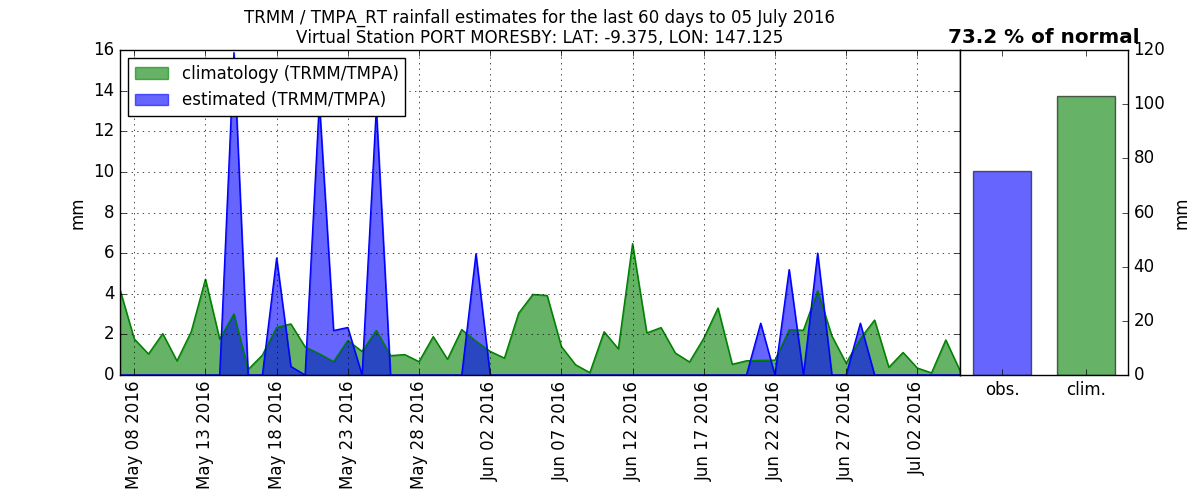 TRMM / TMPA_RT rainfall estimates for the last 60 days to 05 July 2016
Virtual Station PORT MORESBY: LAT: -9.375, LON: 147.125
73.2 % of normal
climatology (TRMM/TMPA)
estimated (TRMM/TMPA)
16
14
12
10
8
6
4
2
0
mm
May 08 2016
May 13 2016
May 18 2016
May 23 2016
May 28 2016
Jun 02 2016
Jun 07 2016
Jun 12 2016
Jun 17 2016
Jun 22 2016
Jun 27 2016
Jul 02 2016
120
100
80
60
40
20
0
mm
obs.
clim.